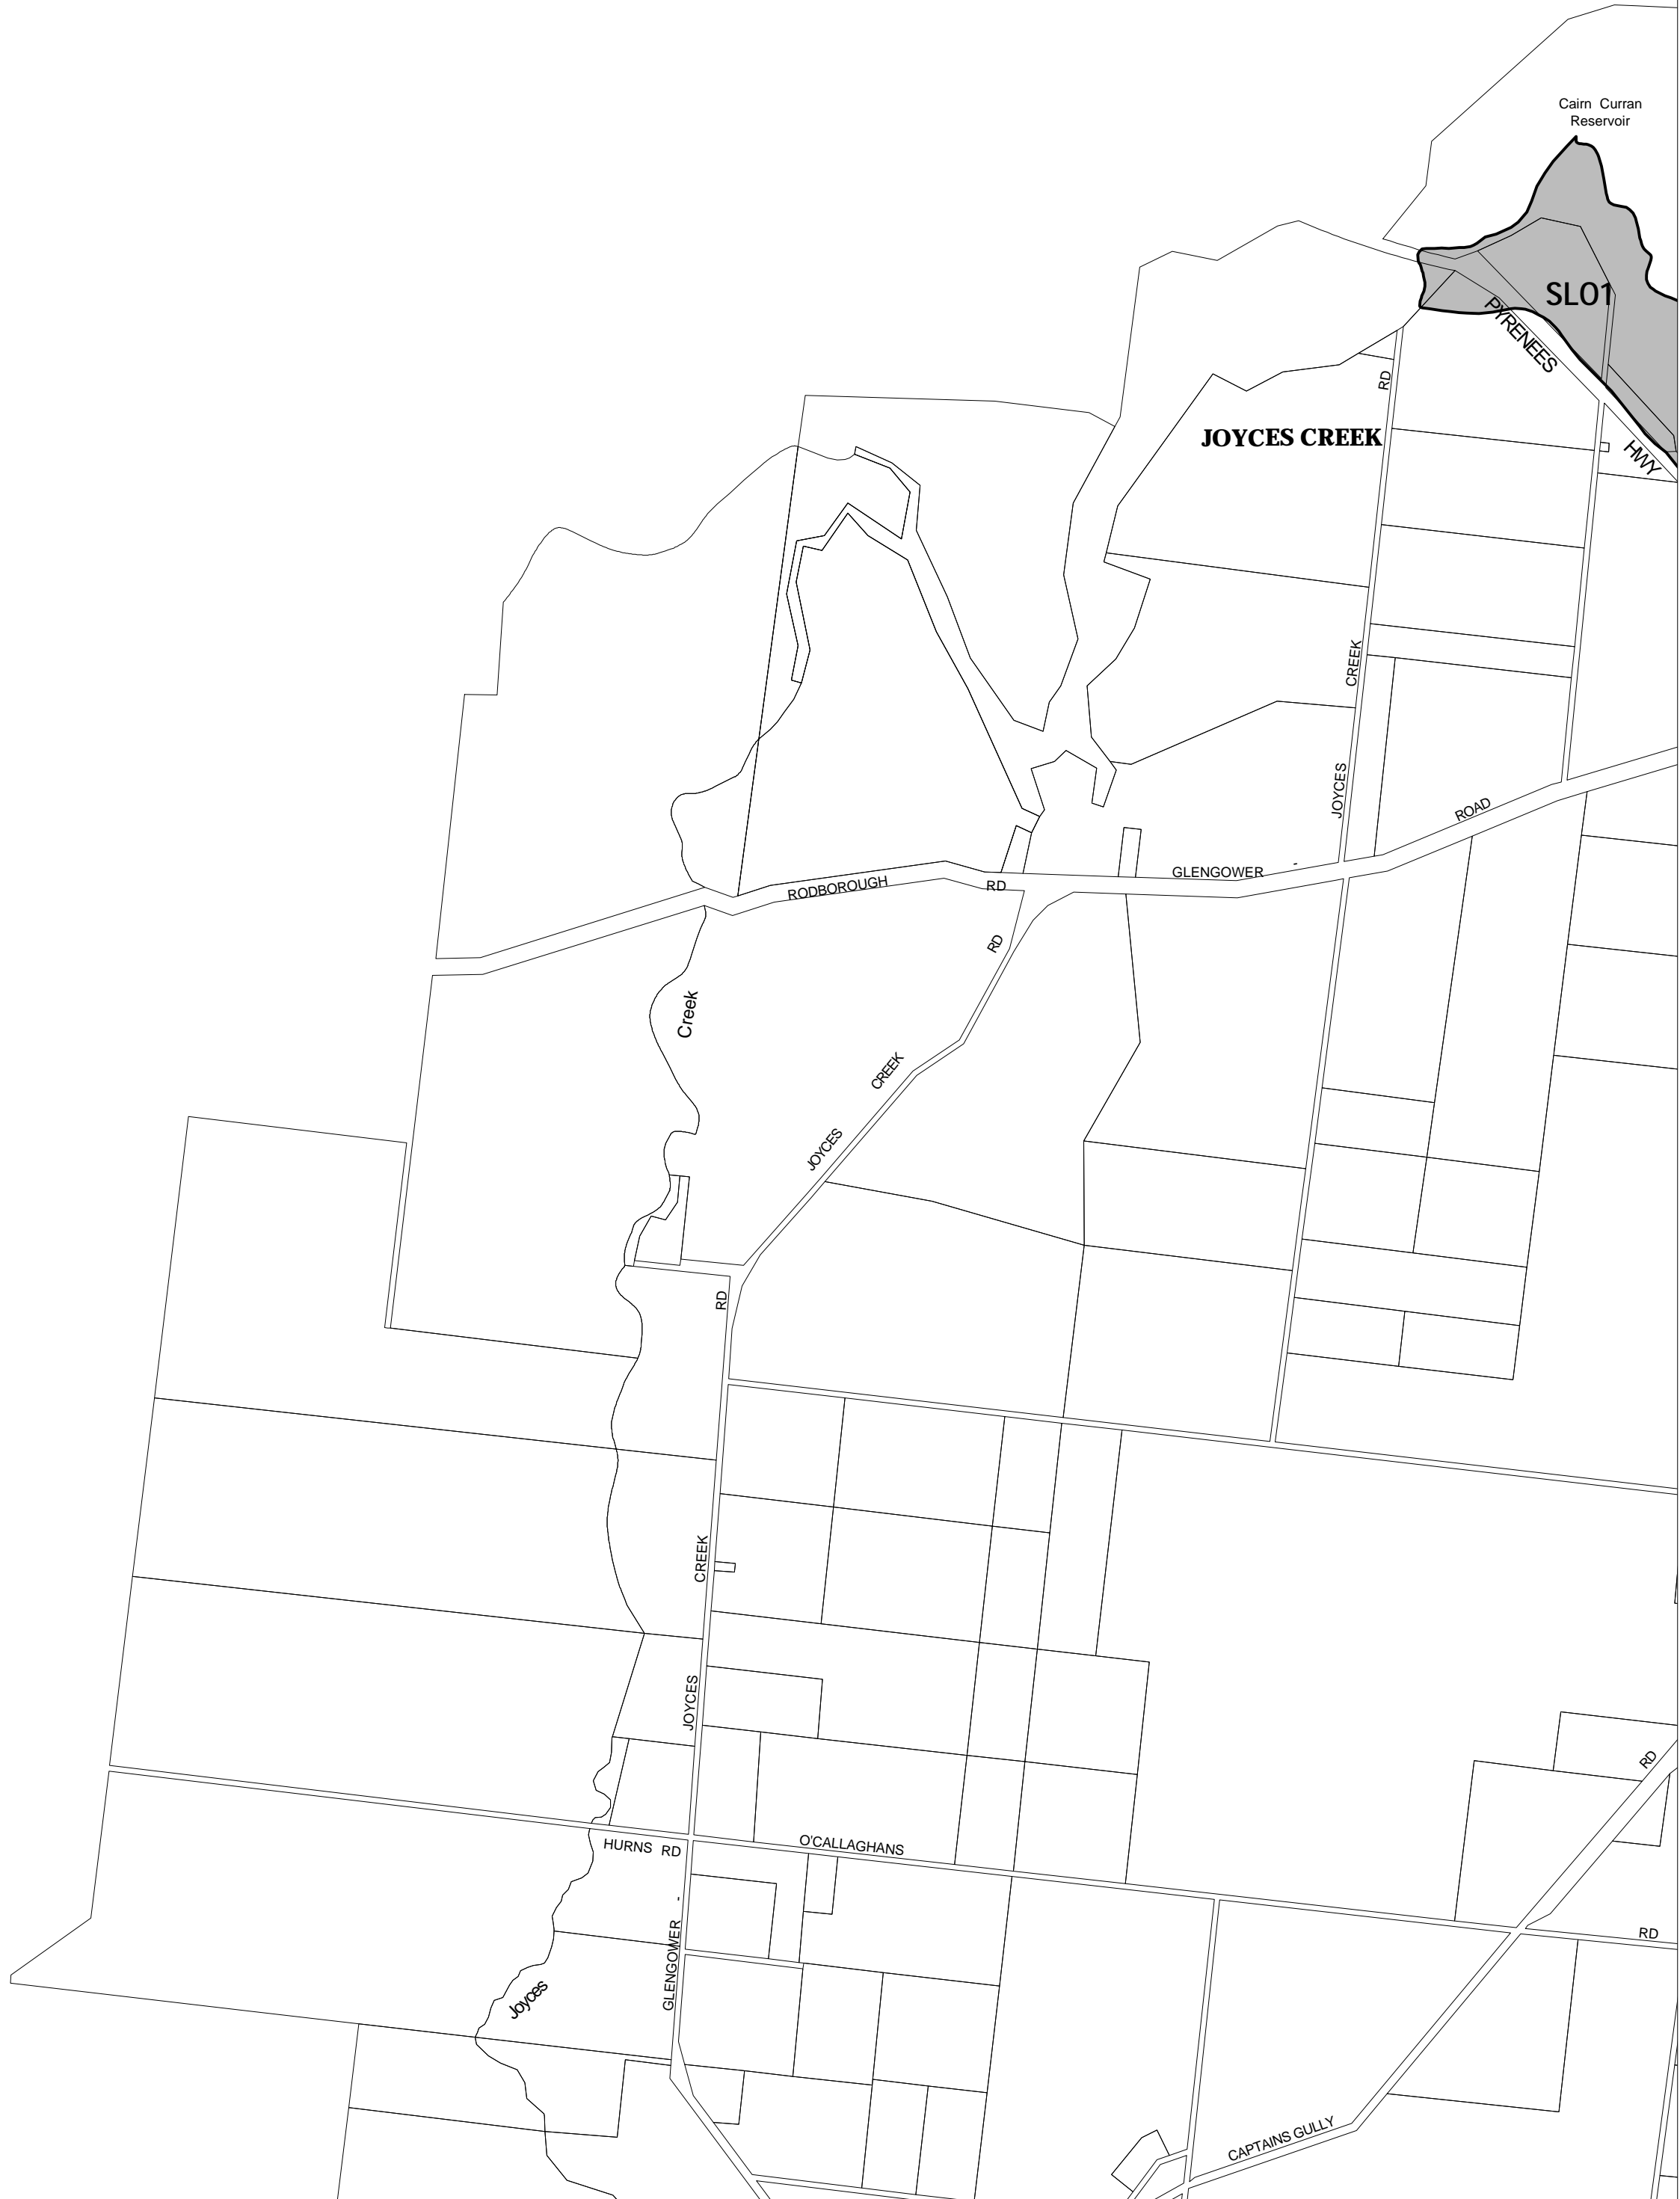 Cairn Curran
Reservoir
SLO1
PYRENEES
HWY
RD
JOYCES CREEK
CREEK
JOYCES
ROAD
GLENGOWER -
RODBOROUGH
RD
RD
Creek
CREEK
JOYCES
RD
CREEK
JOYCES
RD
O'CALLAGHANS
HURNS RD
GLENGOWER -
RD
Joyces
CAPTAINS GULLY